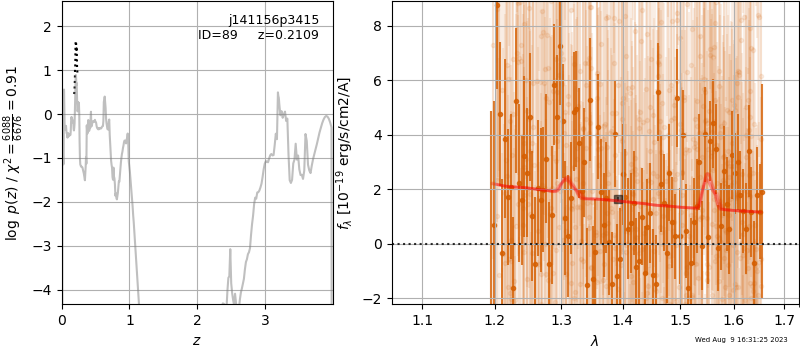 j141156p3415
ID=89 z=0.2109
log p(z) / χ² = 6088/6676 = 0.91
2
1
0
−1
−2
−3
−4
0 1 2 3
z
fλ [10⁻¹⁹ erg/s/cm2/A]
8
6
4
2
0
−2
1.1 1.2 1.3 1.4 1.5 1.6 1.7
λ
Wed Aug 9 16:31:25 2023